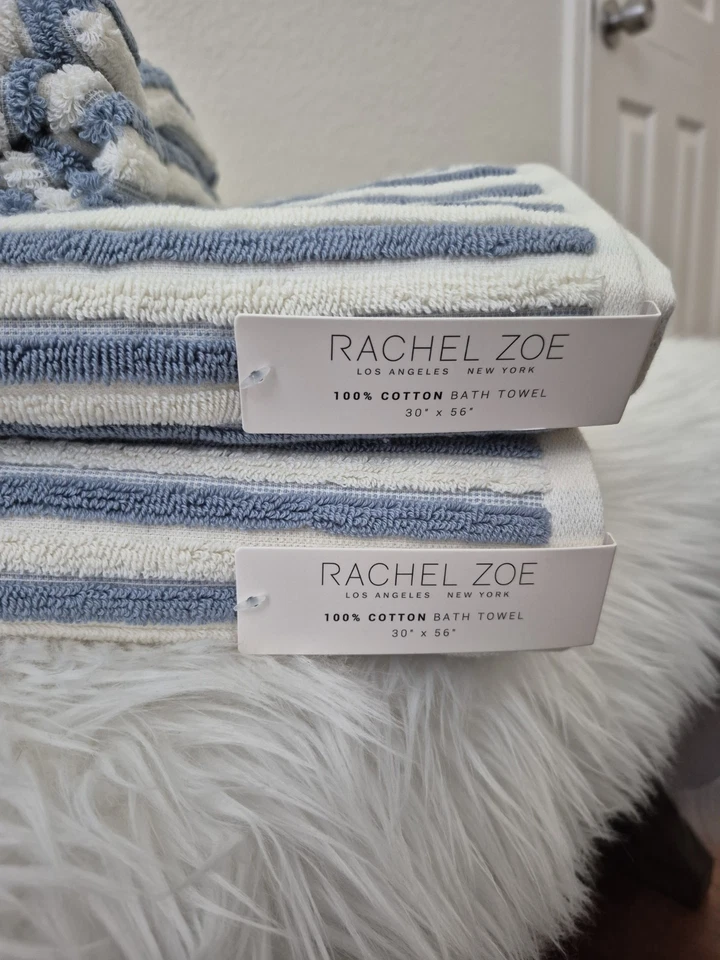 RACHEL ZOE
LOS ANGELES NEW YORK
100% COTTON BATH TOWEL
30" x 56"
RACHEL ZOE
LOS ANGELES NEW YORK
100% COTTON BATH TOWEL
30" x 56"